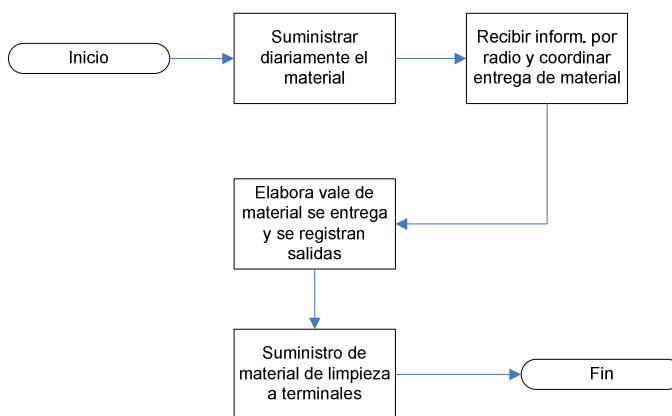 Inicio
Suministrar
diariamente el
material
Recibir inform. por
radio y coordinar
entrega de material
Elabora vale de
material se entrega
y se registran
salidas
Suministro de
material de limpieza
a terminales
Fin